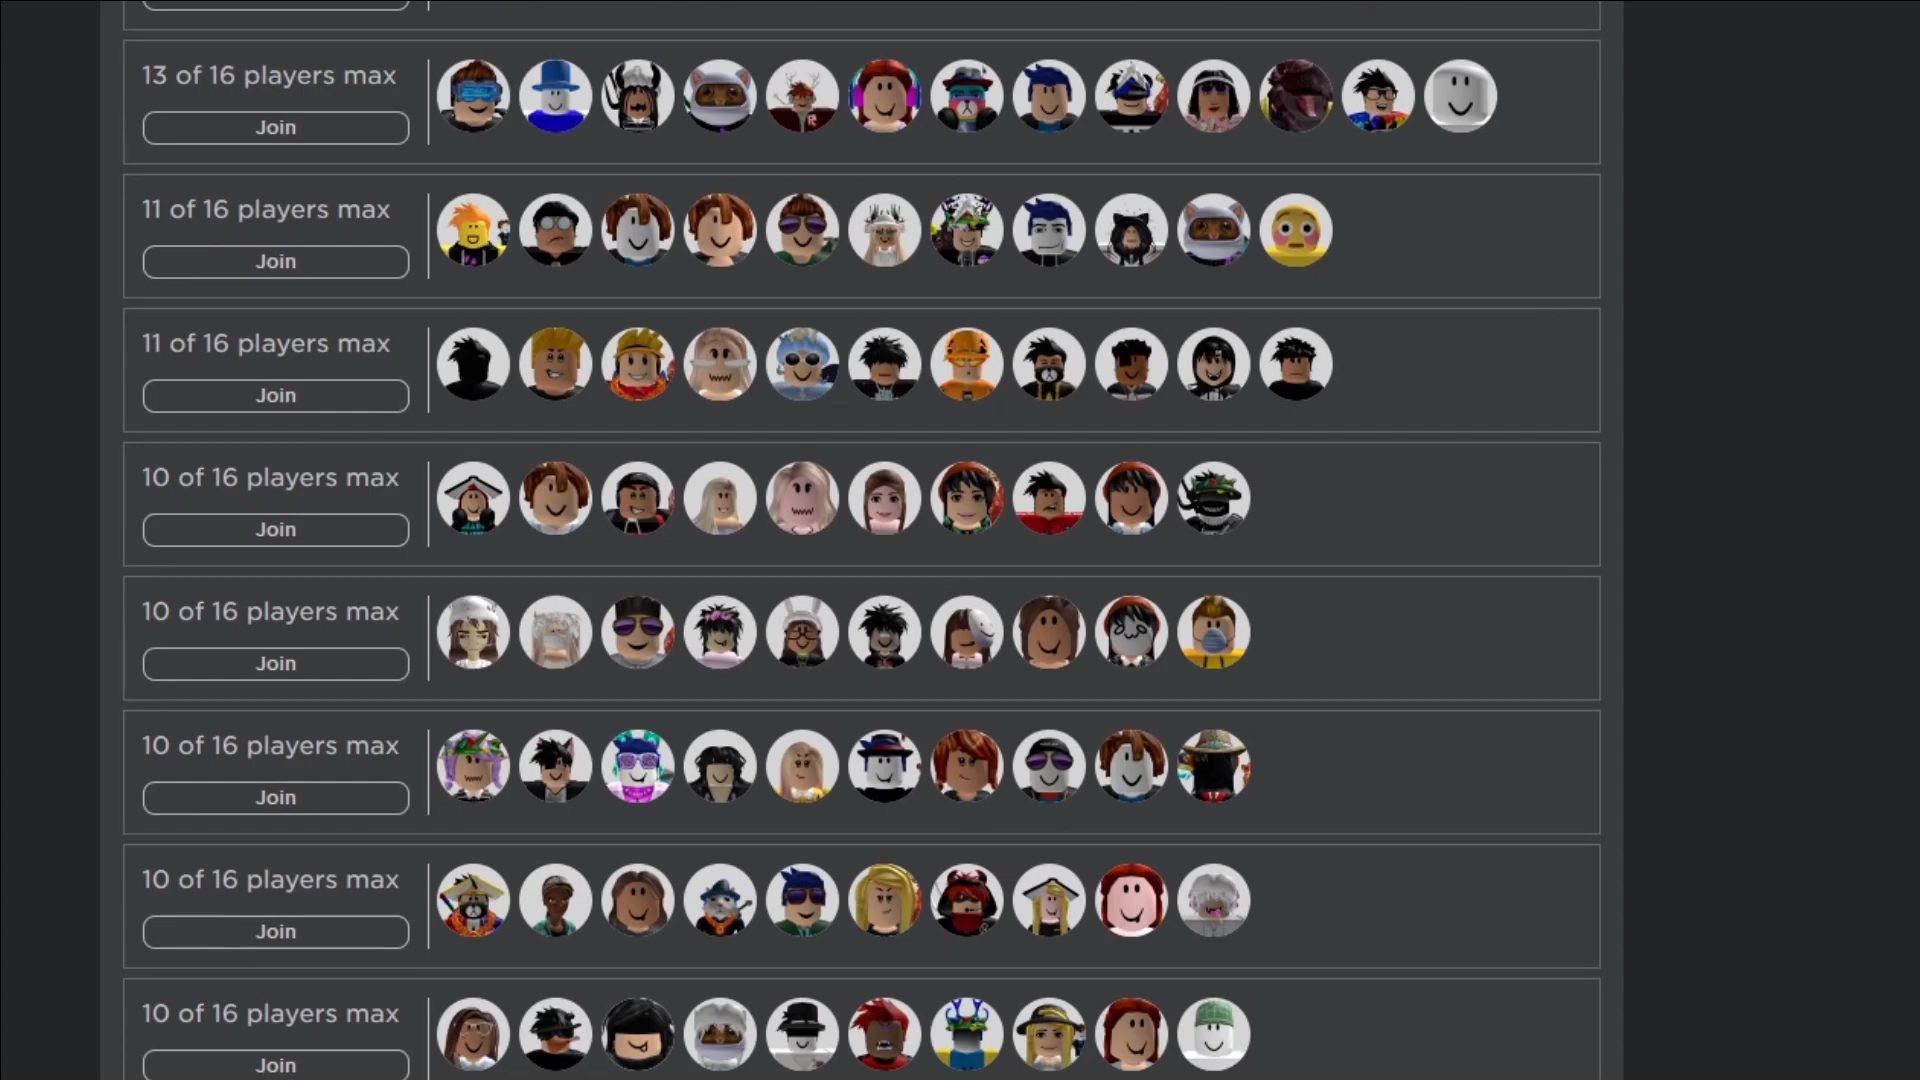 13 of 16 players max
Join
11 of 16 players max
Join
11 of 16 players max
Join
10 of 16 players max
Join
10 of 16 players max
Join
10 of 16 players max
Join
10 of 16 players max
Join
10 of 16 players max
Join